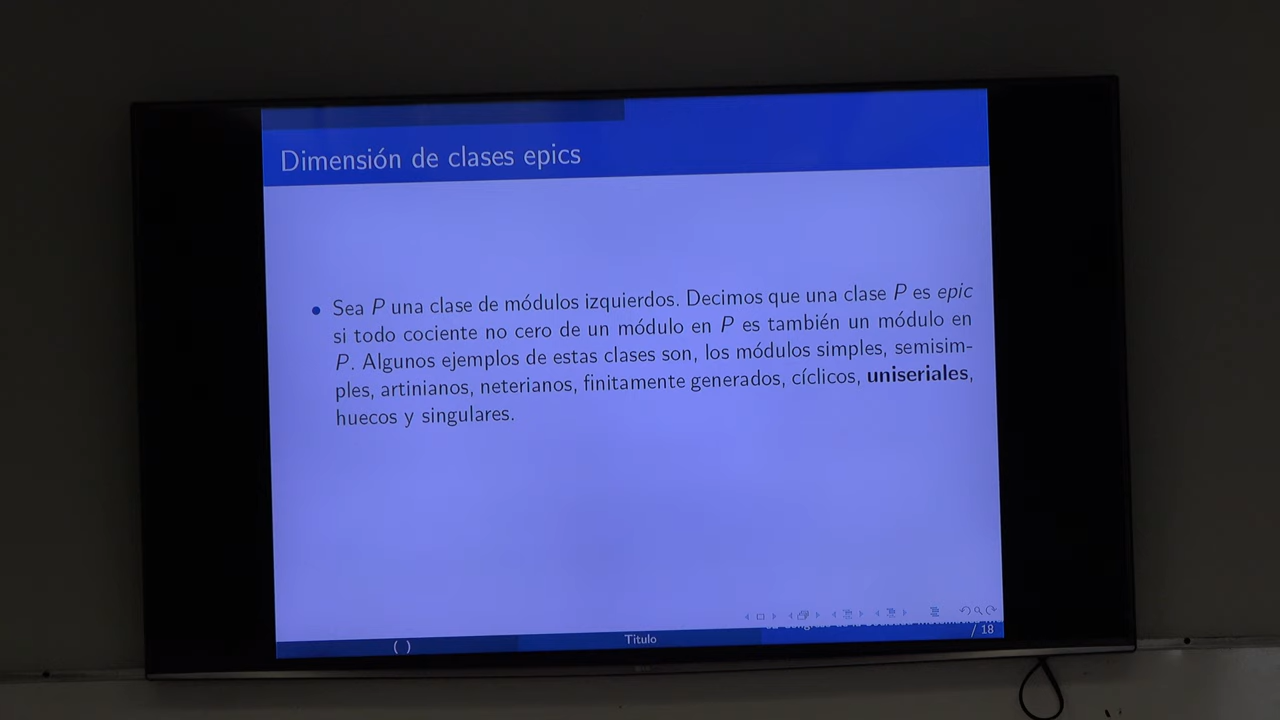 Dimensión de clases epics
• Sea P una clase de módulos izquierdos. Decimos que una clase P es epic
si todo cociente no cero de un módulo en P es también un módulo en
P. Algunos ejemplos de estas clases son, los módulos simples, semisim-
ples, artinianos, neterianos, finitamente generados, cíclicos, uniseriales,
huecos y singulares.
( )
Titulo
/ 18